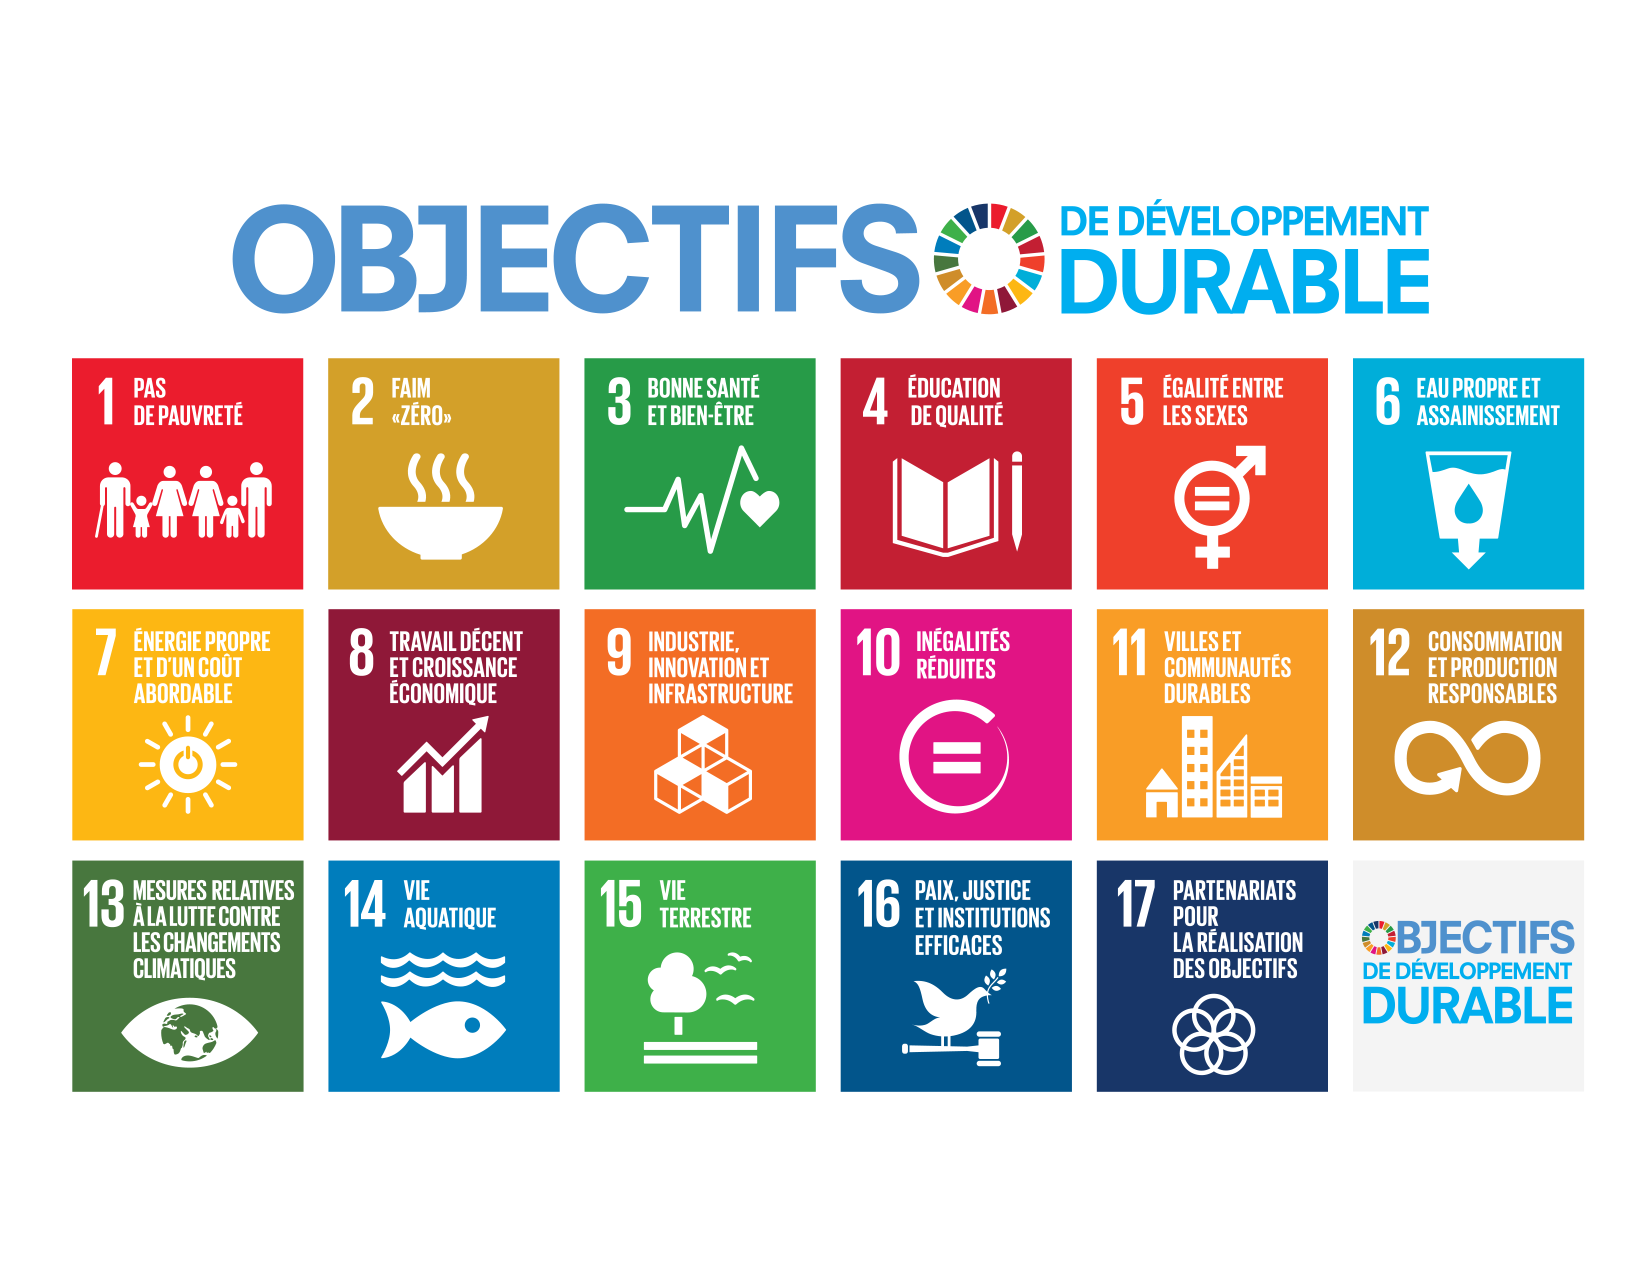 OBJECTIFS
DE DÉVELOPPEMENT
DURABLE
1 PAS
DE PAUVRETÉ
2 FAIM
«ZÉRO»
3 BONNE SANTÉ
ET BIEN-ÊTRE
4 ÉDUCATION
DE QUALITÉ
5 ÉGALITÉ ENTRE
LES SEXES
6 EAU PROPRE ET
ASSAINISSEMENT
7 ÉNERGIE PROPRE
ET D'UN COÛT
ABORDABLE
8 TRAVAIL DÉCENT
ET CROISSANCE
ÉCONOMIQUE
9 INDUSTRIE,
INNOVATION ET
INFRASTRUCTURE
10 INÉGALITÉS
RÉDUITES
11 VILLES ET
COMMUNAUTÉS
DURABLES
12 CONSOMMATION
ET PRODUCTION
RESPONSABLES
13 MESURES RELATIVES
À LA LUTTE CONTRE
LES CHANGEMENTS
CLIMATIQUES
14 VIE
AQUATIQUE
15 VIE
TERRESTRE
16 PAIX, JUSTICE
ET INSTITUTIONS
EFFICACES
17 PARTENARIATS
POUR
LA RÉALISATION
DES OBJECTIFS
OBJECTIFS
DE DÉVELOPPEMENT
DURABLE